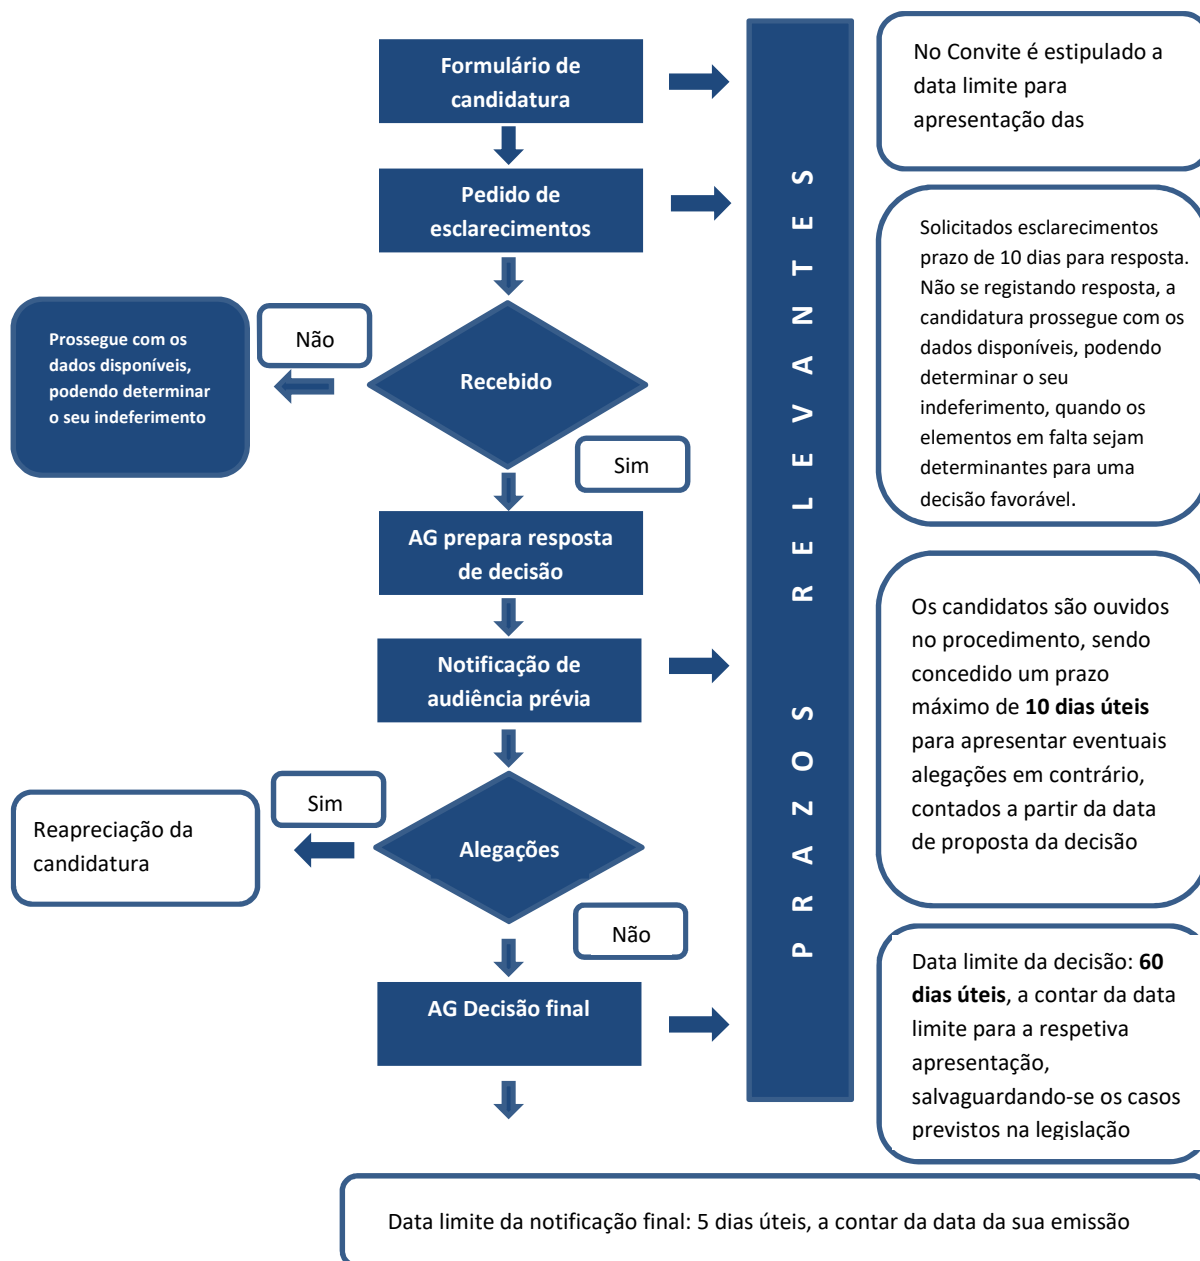 Formulário de
candidatura
No Convite é estipulado a
data limite para
apresentação das
Pedido de
esclarecimentos
Solicitados esclarecimentos
prazo de 10 dias para resposta.
Não se registando resposta, a
candidatura prossegue com os
dados disponíveis, podendo
determinar o seu
indeferimento, quando os
elementos em falta sejam
determinantes para uma
decisão favorável.
Recebido
Não
Prossegue com os
dados disponíveis,
podendo determinar
o seu indeferimento
Sim
AG prepara resposta
de decisão
Notificação de
audiência prévia
Os candidatos são ouvidos
no procedimento, sendo
concedido um prazo
máximo de 10 dias úteis
para apresentar eventuais
alegações em contrário,
contados a partir da data
de proposta da decisão
Alegações
Sim
Reapreciação da
candidatura
Não
AG Decisão final
Data limite da decisão: 60
dias úteis, a contar da data
limite para a respetiva
apresentação,
salvaguardando-se os casos
previstos na legislação
PRAZOS RELEVANTES
Data limite da notificação final: 5 dias úteis, a contar da data da sua emissão